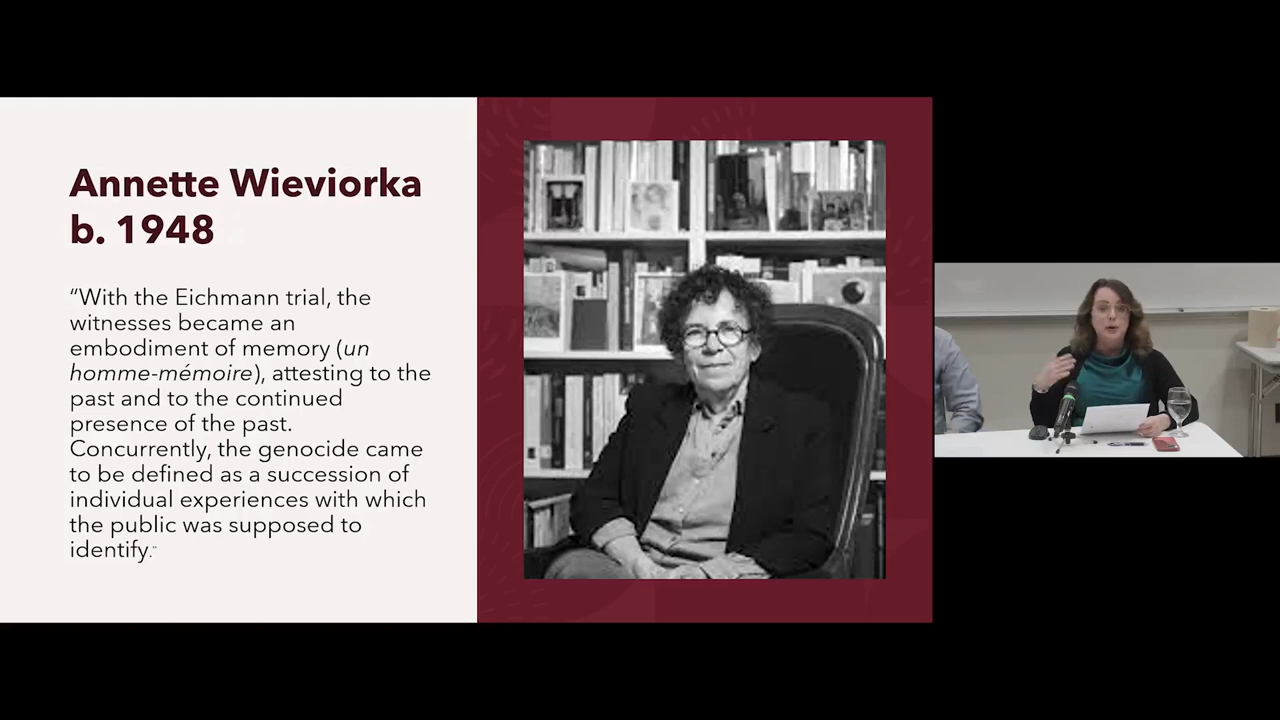 Annette Wieviorka
b. 1948
“With the Eichmann trial, the
witnesses became an
embodiment of memory (un
homme-mémoire), attesting to the
past and to the continued
presence of the past.
Concurrently, the genocide came
to be defined as a succession of
individual experiences with which
the public was supposed to
identify.”